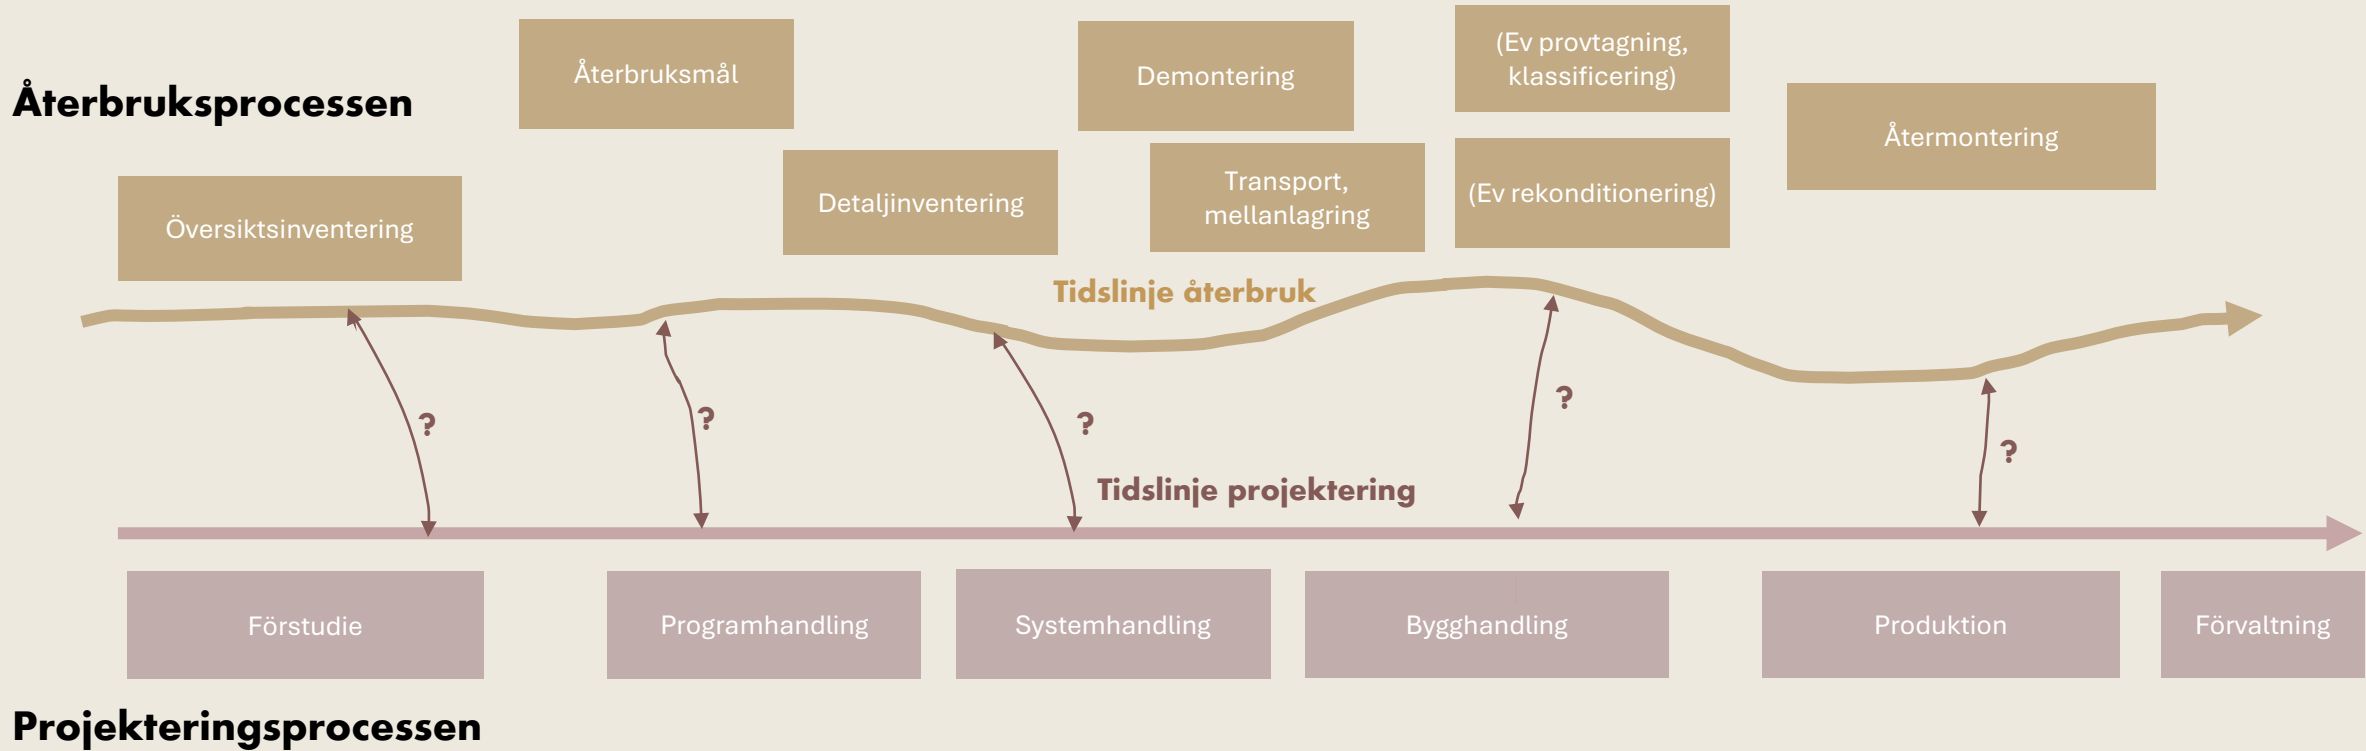 Återbruksprocessen
Återbruksmål
Demontering
(Ev provtagning,
klassificering)
Återmontering
Översiktsinventering
Detaljinventering
Transport,
mellanlagring
(Ev rekonditionering)
Tidslinje återbruk
?
?
?
?
?
Tidslinje projektering
Förstudie
Programhandling
Systemhandling
Bygghandling
Produktion
Förvaltning
Projekteringsprocessen